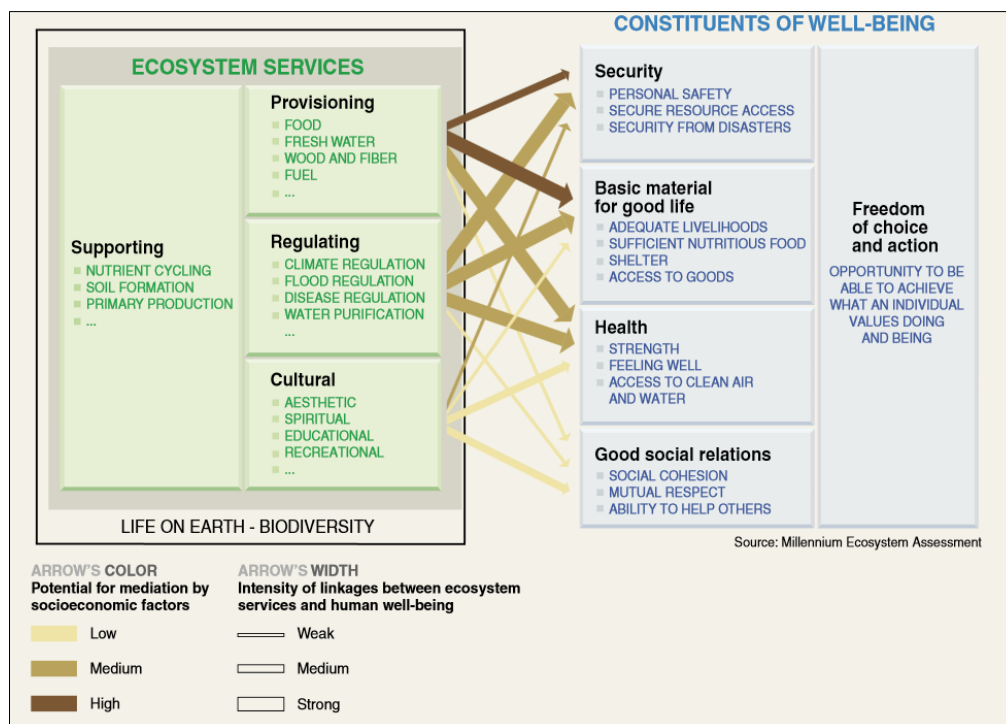 CONSTITUENTS OF WELL-BEING
ECOSYSTEM SERVICES
Supporting
NUTRIENT CYCLING
SOIL FORMATION
PRIMARY PRODUCTION
...
Provisioning
FOOD
FRESH WATER
WOOD AND FIBER
FUEL
...
Regulating
CLIMATE REGULATION
FLOOD REGULATION
DISEASE REGULATION
WATER PURIFICATION
...
Cultural
AESTHETIC
SPIRITUAL
EDUCATIONAL
RECREATIONAL
...
LIFE ON EARTH - BIODIVERSITY
Security
PERSONAL SAFETY
SECURE RESOURCE ACCESS
SECURITY FROM DISASTERS
Basic material
for good life
ADEQUATE LIVELIHOODS
SUFFICIENT NUTRITIOUS FOOD
SHELTER
ACCESS TO GOODS
Health
STRENGTH
FEELING WELL
ACCESS TO CLEAN AIR
AND WATER
Good social relations
SOCIAL COHESION
MUTUAL RESPECT
ABILITY TO HELP OTHERS
Freedom
of choice
and action
OPPORTUNITY TO BE
ABLE TO ACHIEVE
WHAT AN INDIVIDUAL
VALUES DOING
AND BEING
Source: Millennium Ecosystem Assessment
ARROW'S COLOR
Potential for mediation by
socioeconomic factors
Low
Medium
High
ARROW'S WIDTH
Intensity of linkages between ecosystem
services and human well-being
Weak
Medium
Strong